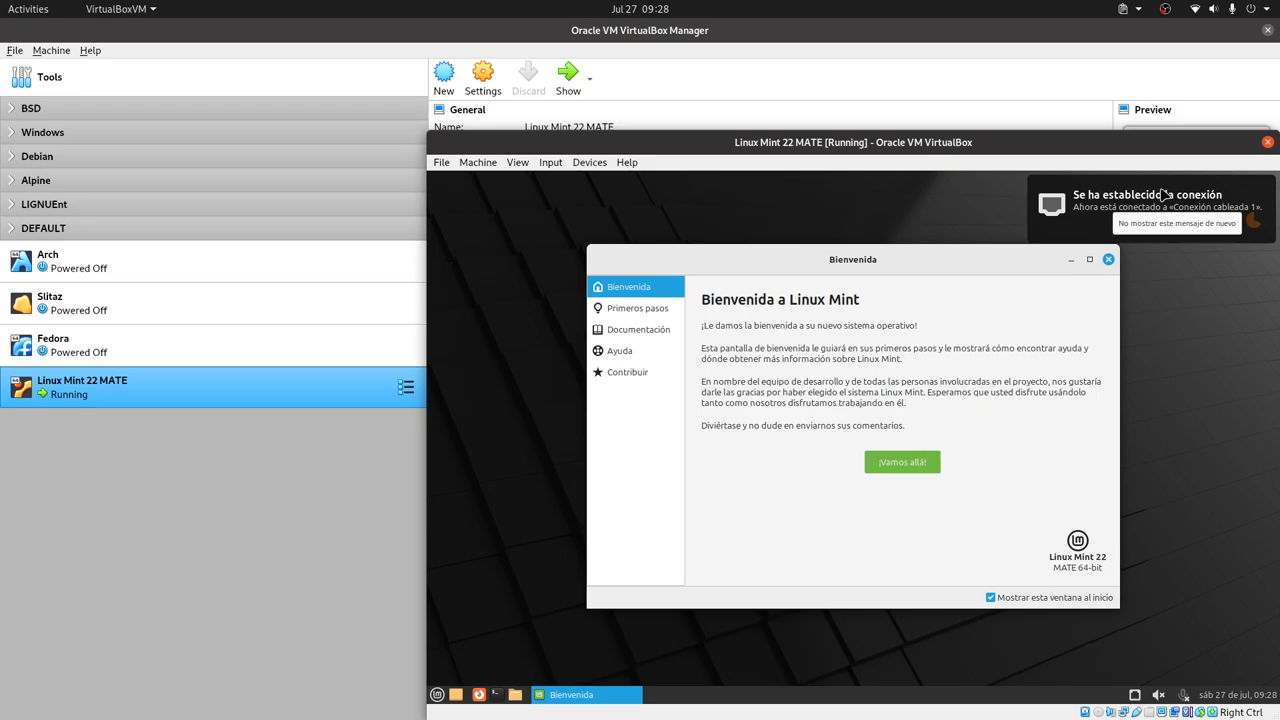 Activities
VirtualBoxVM
Jul 27 09:28
Oracle VM VirtualBox Manager
File Machine Help
Tools
New Settings Discard Show
BSD
Windows
Debian
Alpine
LIGNUEnt
DEFAULT
Arch
Powered Off
Slitaz
Powered Off
Fedora
Powered Off
Linux Mint 22 MATE
Running
General
Name: Linux Mint 22 MATE
Preview
Linux Mint 22 MATE [Running] - Oracle VM VirtualBox
File Machine View Input Devices Help
Se ha establecido a conexión
Ahora está conectado a «Conexión cableada 1».
No mostrar este mensaje de nuevo
Bienvenida
Bienvenida
Primeros pasos
Documentación
Ayuda
Contribuir
Bienvenida a Linux Mint
¡Le damos la bienvenida a su nuevo sistema operativo!
Esta pantalla de bienvenida le guiará en sus primeros pasos y le mostrará cómo encontrar ayuda y
dónde obtener más información sobre Linux Mint.
En nombre del equipo de desarrollo y de todas las personas involucradas en el proyecto, nos gustaría
darle las gracias por haber elegido el sistema Linux Mint. Esperamos que usted disfrute usándolo
tanto como nosotros disfrutamos trabajando en él.
Diviértase y no dude en enviarnos sus comentarios.
¡Vamos allá!
Linux Mint 22
MATE 64-bit
Mostrar esta ventana al inicio
Bienvenida
sáb 27 de jul, 09:28
Right Ctrl